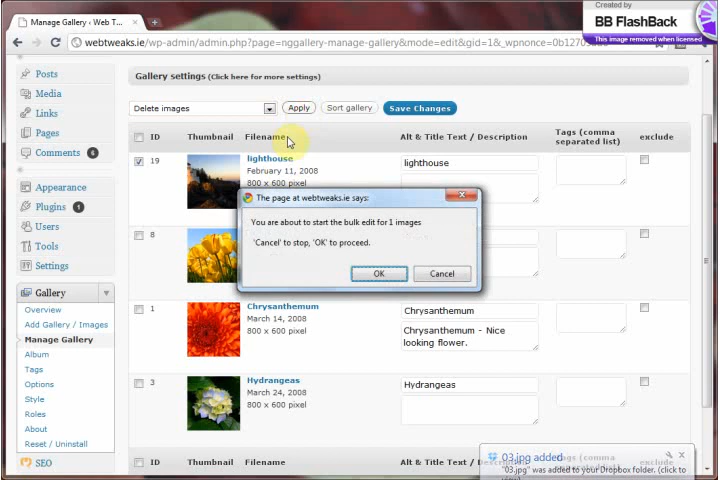 Created by
BB FlashBack
This image removed when licensed
Manage Gallery ‹ Web T...
webtweaks.ie/wp-admin/admin.php?page=nggallery-manage-gallery&mode=edit&gid=1&_wpnonce=0b12705
Posts
Media
Links
Pages
Comments 6
Appearance
Plugins 1
Users
Tools
Settings
Gallery
Overview
Add Gallery / Images
Manage Gallery
Album
Tags
Options
Style
Roles
About
Reset / Uninstall
SEO
Gallery settings (Click here for more settings)
Delete images Apply Sort gallery Save Changes
ID Thumbnail Filename Alt & Title Text / Description Tags (comma separated list) exclude
19 lighthouse lighthouse
February 11, 2008
800 x 600 pixel
The page at webtweaks.ie says:
You are about to start the bulk edit for 1 images
'Cancel' to stop, 'OK' to proceed.
OK Cancel
8
1 Chrysanthemum Chrysanthemum
March 14, 2008
800 x 600 pixel
Chrysanthemum - Nice
looking flower.
3 Hydrangeas Hydrangeas
March 24, 2008
800 x 600 pixel
ID Thumbnail Filename Alt & Title Text / Description Tags (comma exclude
03.jpg added
"03.jpg" was added to your Dropbox folder. (click to
view)